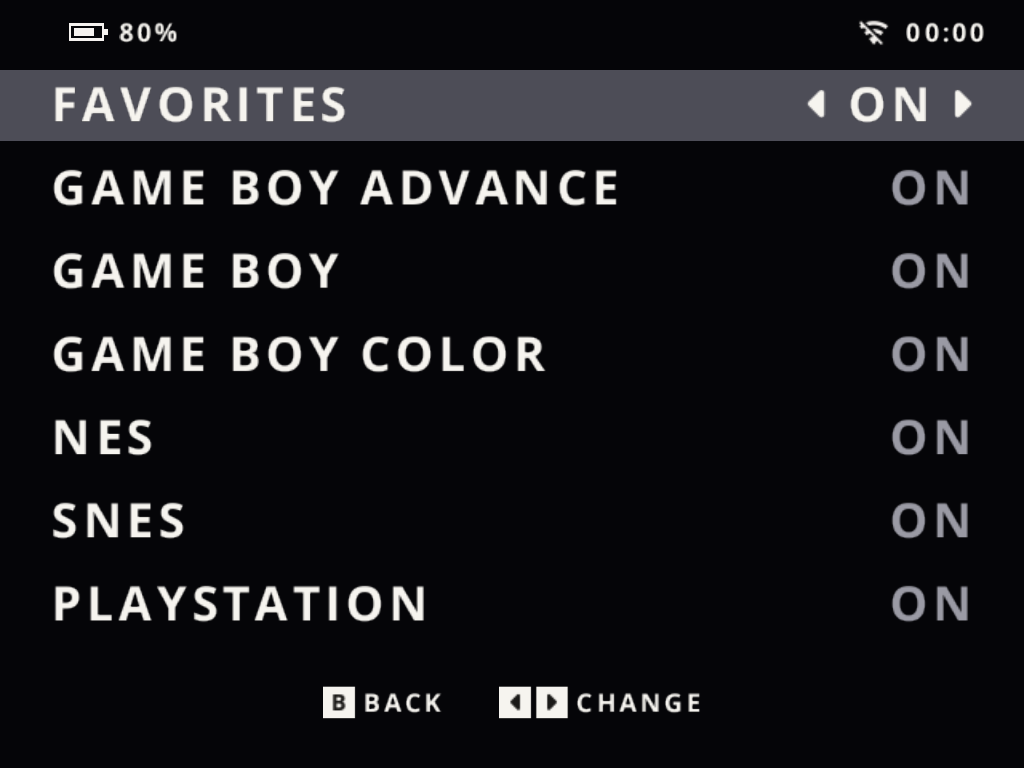 80% 00:00
FAVORITES ON
GAME BOY ADVANCE ON
GAME BOY ON
GAME BOY COLOR ON
NES ON
SNES ON
PLAYSTATION ON
B BACK CHANGE